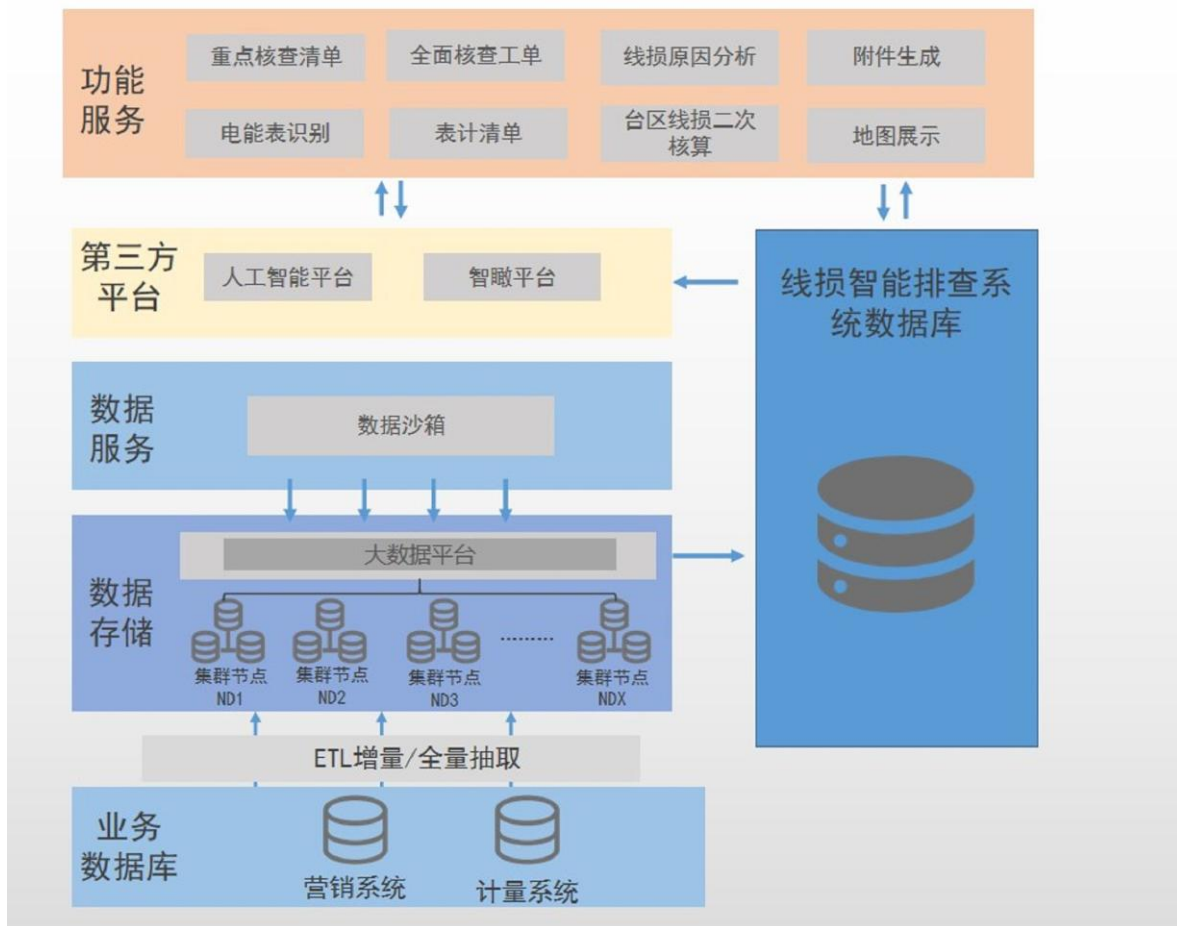 功能
服务
重点核查清单
全面核查工单
线损原因分析
附件生成
电能表识别
表计清单
台区线损二次
核算
地图展示
第三方
平台
人工智能平台
智瞰平台
线损智能排查系
统数据库
数据
服务
数据沙箱
数据
存储
大数据平台
集群节点
ND1
集群节点
ND2
集群节点
ND3
………
集群节点
NDX
ETL增量/全量抽取
业务
数据库
营销系统
计量系统